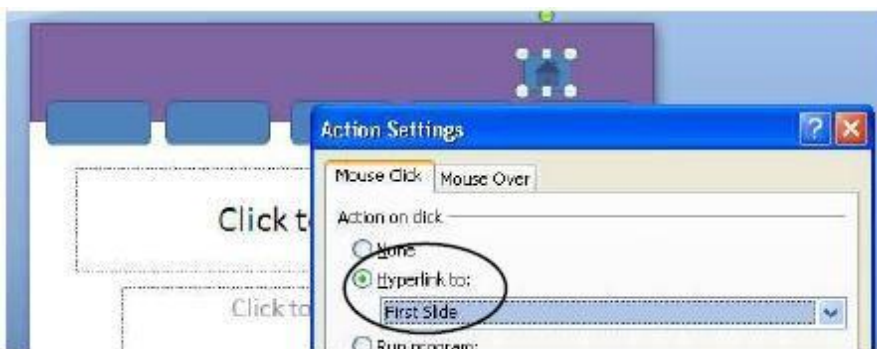 Action Settings
Mouse Click Mouse Over
Click t
Action on click
None
Hyperlink to:
Click to
First Slide
Run program: